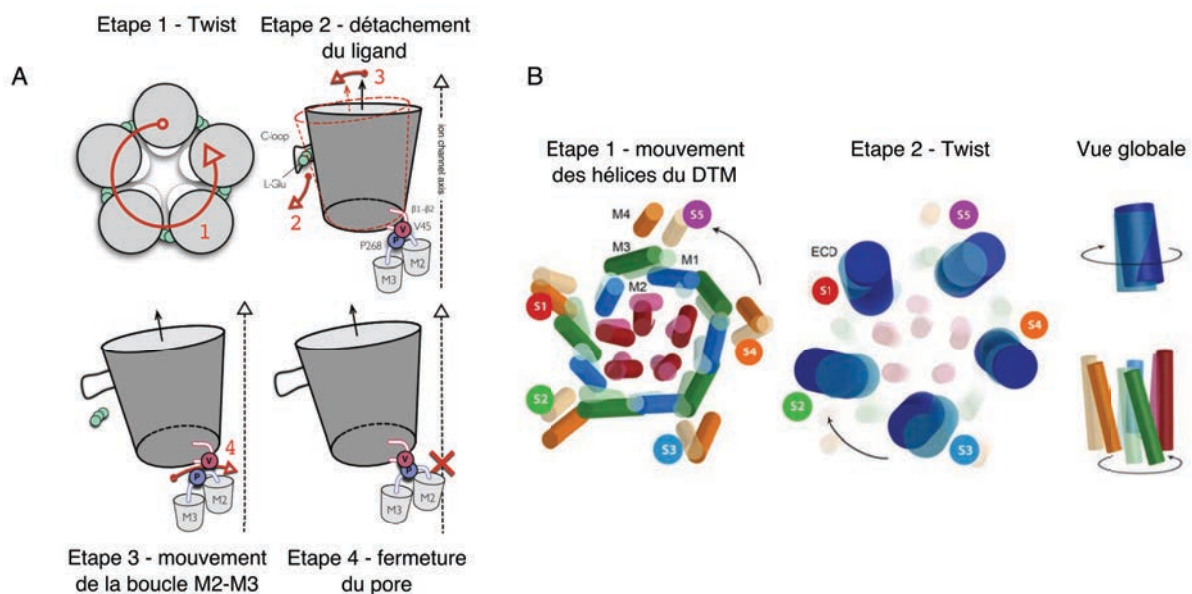 A
Etape 1 - Twist
1
Etape 2 - détachement
du ligand
3
C-loop
L-Glu
2
ion channel axis
β1-β2
V
V45
P268
P
M3
M2
4
V
P
M3
M2
Etape 3 - mouvement
de la boucle M2-M3
V
P
M3
M2
Etape 4 - fermeture
du pore
B
Etape 1 - mouvement
des hélices du DTM
M4
S5
M3
M1
M2
S1
S4
S2
S3
Etape 2 - Twist
S5
ECD
S1
S4
S2
S3
Vue globale